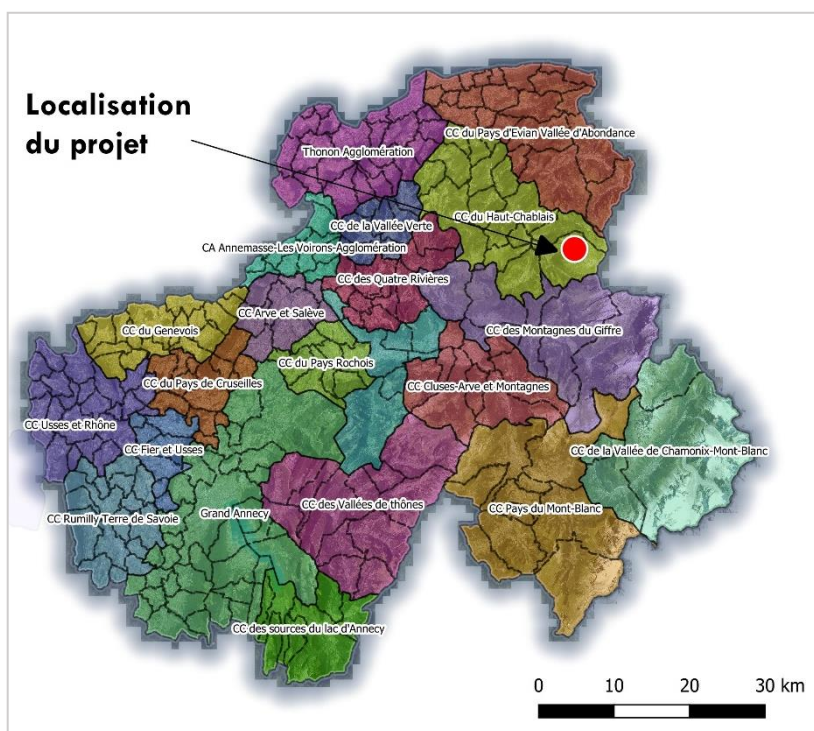 Localisation
du projet
CC du Pays d'Evian Vallée d'Abondance
Thonon Agglomération
CC du Haut-Chablais
CC de la Vallée Verte
CA Annemasse-Les Voirons-Agglomération
CC des Quatre Rivières
CC Arve et Salève
CC du Genevois
CC des Montagnes du Giffre
CC du Pays Rochois
CC du Pays de Cruseilles
CC Cluses-Arve et Montagnes
CC Usses et Rhône
CC Fier et Usses
CC de la Vallée de Chamonix-Mont-Blanc
CC des Vallées de thônes
CC Pays du Mont-Blanc
Grand Annecy
CC Rumilly Terre de Savoie
CC des sources du lac d'Annecy
0 10 20 30 km